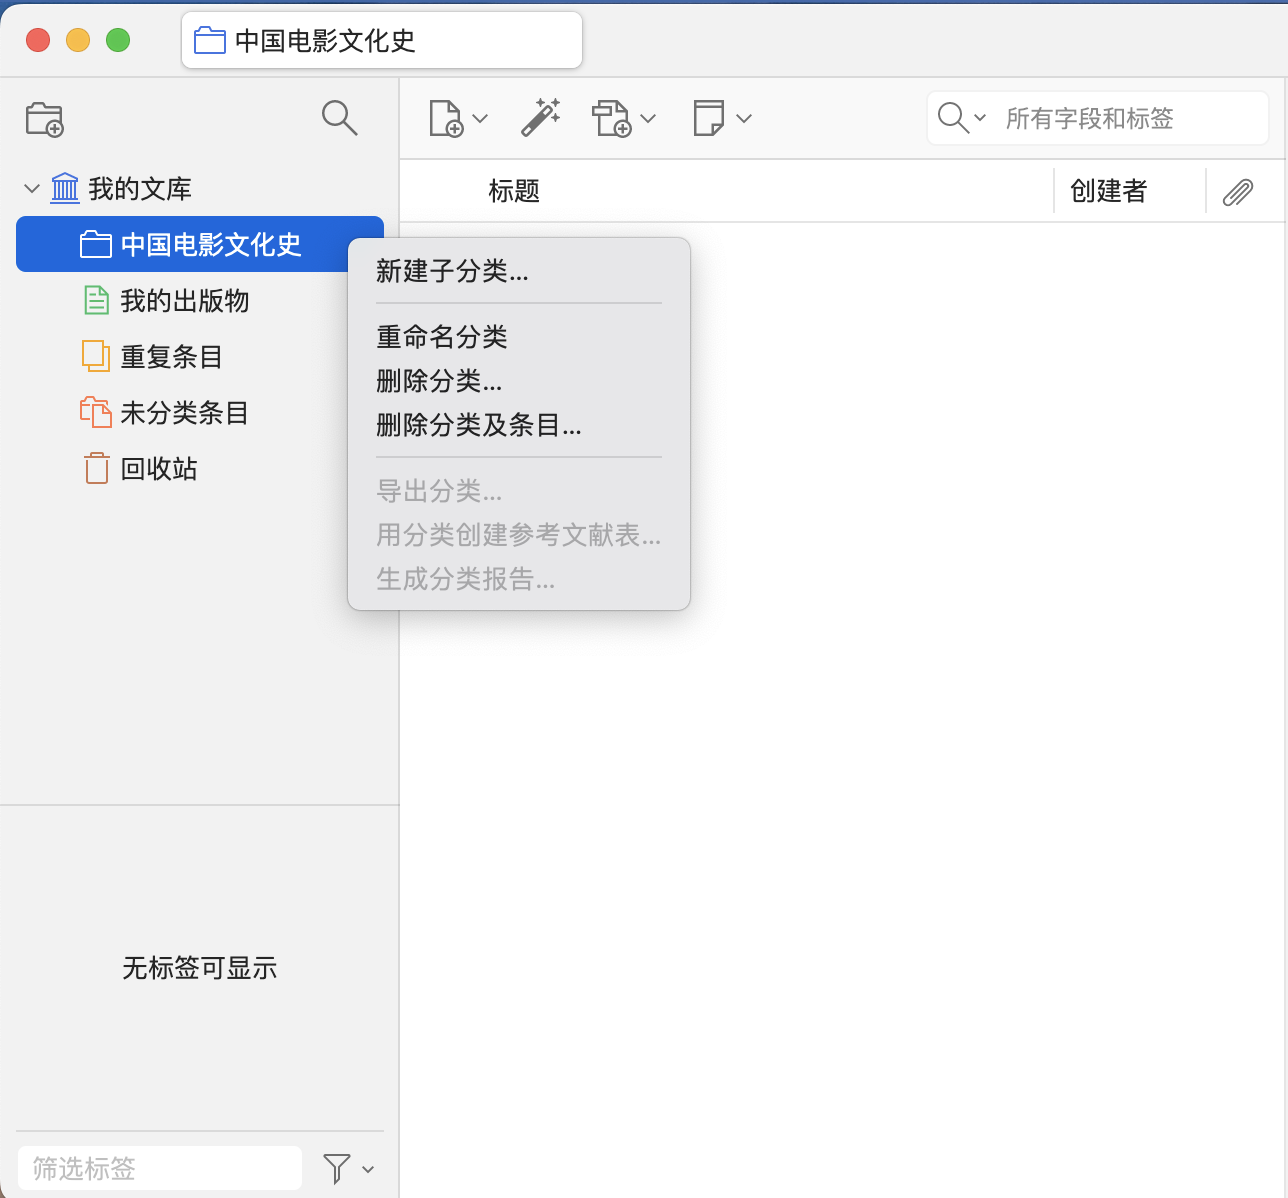 中国电影文化史
所有字段和标签
我的文库
标题
创建者
中国电影文化史
我的出版物
重复条目
未分类条目
回收站
新建子分类...
重命名分类
删除分类...
删除分类及条目...
导出分类...
用分类创建参考文献表...
生成分类报告...
无标签可显示
筛选标签